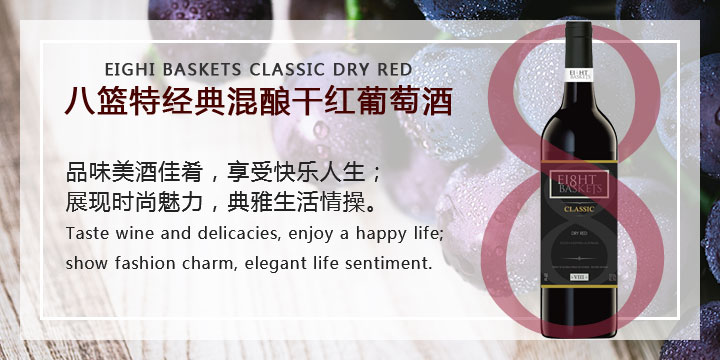 EIGHI BASKETS CLASSIC DRY RED
八篮特经典混酿干红葡萄酒
品味美酒佳肴，享受快乐人生；
展现时尚魅力，典雅生活情操。
Taste wine and delicacies, enjoy a happy life;
show fashion charm, elegant life sentiment.
8
EI8HT
EI8HT
BASKETS
CLASSIC
DRY RED